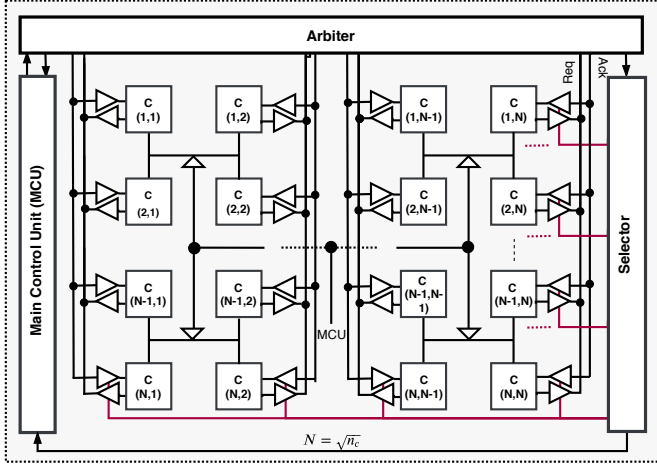 Arbiter
Req
Ack
Main Control Unit (MCU)
Selector
C
(1,1)
C
(1,2)
C
(1,N-1)
C
(1,N)
C
(2,1)
C
(2,2)
C
(2,N-1)
C
(2,N)
C
(N-1,1)
C
(N-1,2)
C
(N-1,N-
1)
C
(N-1,N)
MCU
C
(N,1)
C
(N,2)
C
(N,N-1)
C
(N,N)
N = √n_c